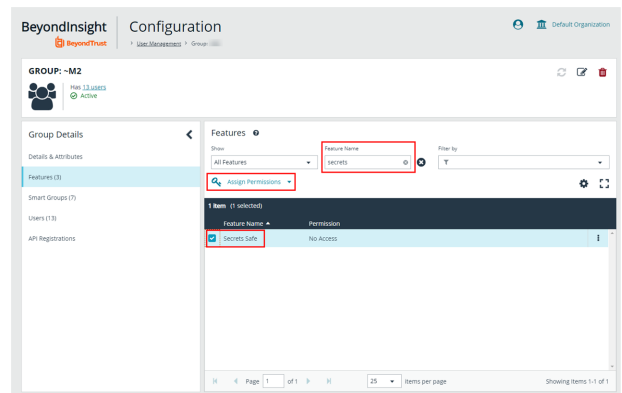 BeyondInsight
BeyondTrust
Configuration
User Management > Group:
Default Organization
GROUP: ~M2
Has 13 users
Active
Group Details
Details & Attributes
Features (3)
Smart Groups (7)
Users (13)
API Registrations
Features
Show
Feature Name
Filter by
All Features
secrets
Assign Permissions
1 item (1 selected)
Feature Name
Permission
Secrets Safe
No Access
Page 1 of 1
25 items per page
Showing items 1-1 of 1